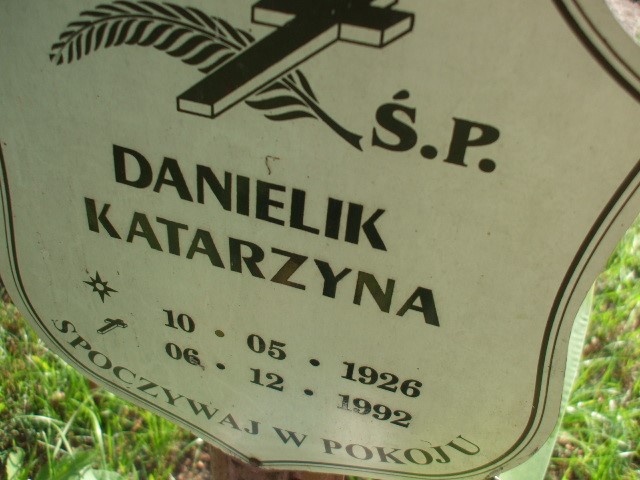 Ś.P.
DANIELIK
KATARZYNA
10 • 05 • 1926
06 • 12 • 1992
SPOCZYWAJ W POKOJU